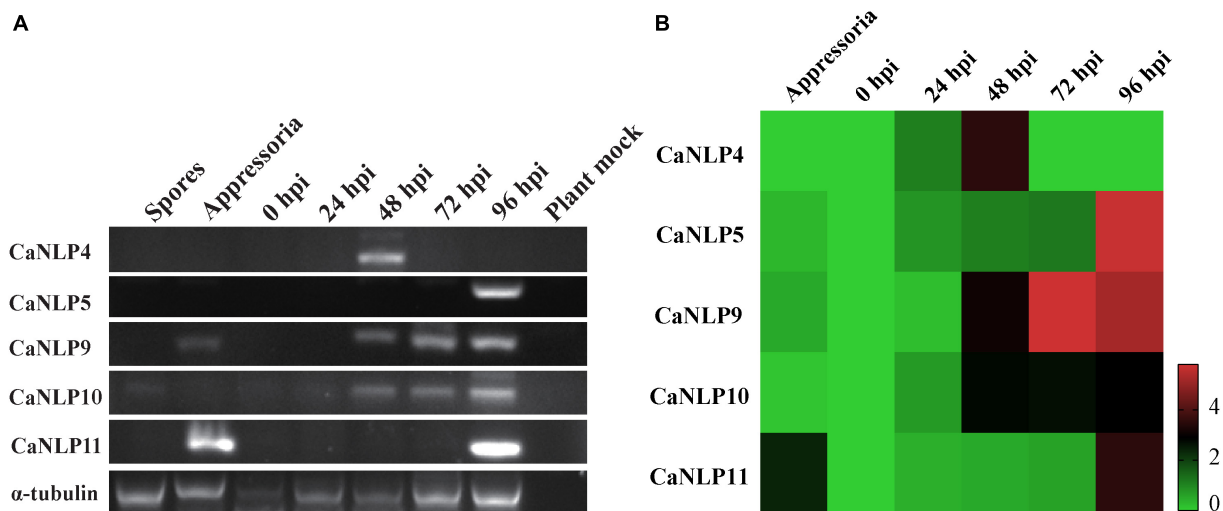 A
Spores
Appressoria
0 hpi
24 hpi
48 hpi
72 hpi
96 hpi
Plant mock
CaNLP4
CaNLP5
CaNLP9
CaNLP10
CaNLP11
α-tubulin
B
Appressoria
0 hpi
24 hpi
48 hpi
72 hpi
96 hpi
CaNLP4
CaNLP5
CaNLP9
CaNLP10
CaNLP11
4
2
0